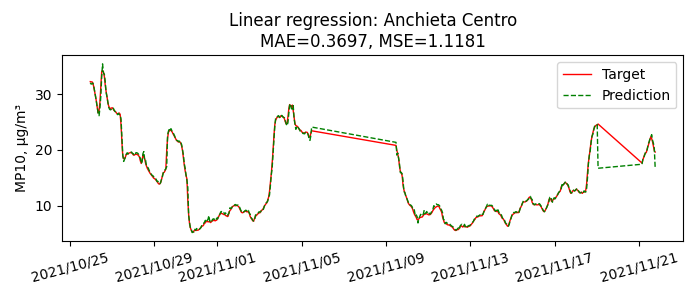 Linear regression: Anchieta Centro
MAE=0.3697, MSE=1.1181
Target
Prediction
MP10, μg/m³
30
20
10
2021/10/25
2021/10/29
2021/11/01
2021/11/05
2021/11/09
2021/11/13
2021/11/17
2021/11/21